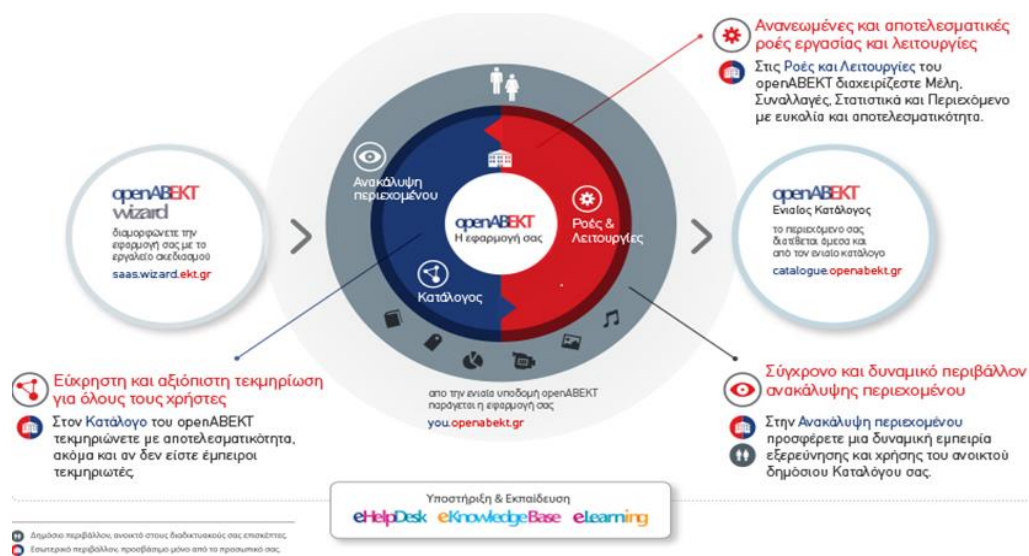 Ανανεωμένες και αποτελεσματικές
ροές εργασίας και λειτουργίες
Στις Ροές και Λειτουργίες του
openABEKT διαχειρίζεστε Μέλη,
Συναλλαγές, Στατιστικά και Περιεχόμενο
με ευκολία και αποτελεσματικότητα.
openABEKT
wizard
διαμορφώνετε την
εφαρμογή σας με το
εργαλείο σχεδιασμού
saas.wizard.ekt.gr
Ανακάλυψη
περιεχομένου
openABEKT
Η εφαρμογή σας
Ροές &
Λειτουργίες
Κατάλογος
openABEKT
Ενιαίος Κατάλογος
το περιεχόμενο σας
διατίθεται άμεσα και
από τον ενιαίο κατάλογο
catalogue.openabekt.gr
Εύχρηστη και αξιόπιστη τεκμηρίωση
για όλους τους χρήστες
Στον Κατάλογο του openABEKT
τεκμηριώνετε με αποτελεσματικότητα,
ακόμα και αν δεν είστε έμπειροι
τεκμηριωτές.
από την ενιαία υποδομή openABEKT
παράγεται η εφαρμογή σας
you.openabekt.gr
Σύγχρονο και δυναμικό περιβάλλον
ανακάλυψης περιεχομένου
Στην Ανακάλυψη περιεχομένου
προσφέρετε μια δυναμική εμπειρία
εξερεύνησης και χρήσης του ανοικτού
δημόσιου Καταλόγου σας.
Υποστήριξη & Εκπαίδευση
eHelpDesk eKnowledgeBase eLearning
Δημόσιο περιβάλλον, ανοικτό στους διαδικτυακούς σας επισκέπτες.
Εσωτερικό περιβάλλον, προσβάσιμο μόνο από το προσωπικό σας.